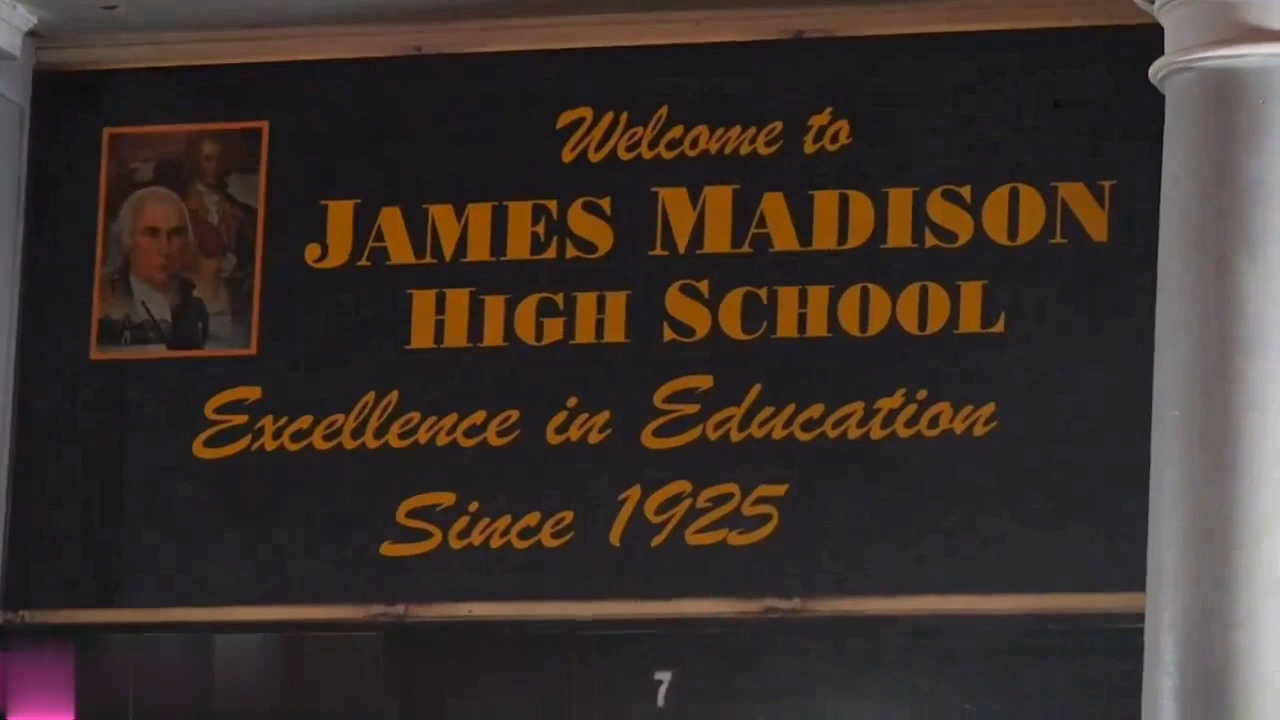 Welcome to
JAMES MADISON
HIGH SCHOOL
Excellence in Education
Since 1925
7